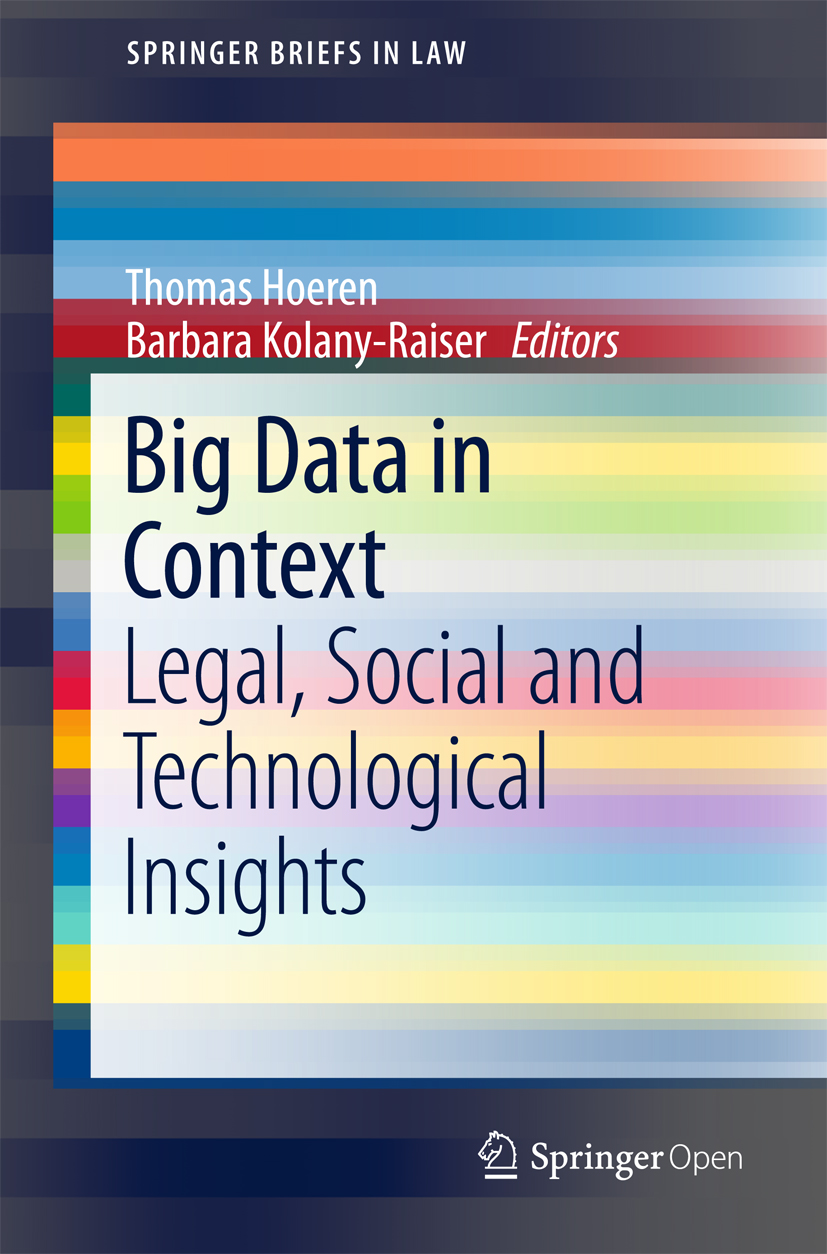 SPRINGER BRIEFS IN LAW
Thomas Hoeren
Barbara Kolany-Raiser Editors
Big Data in
Context
Legal, Social and
Technological
Insights
Springer Open